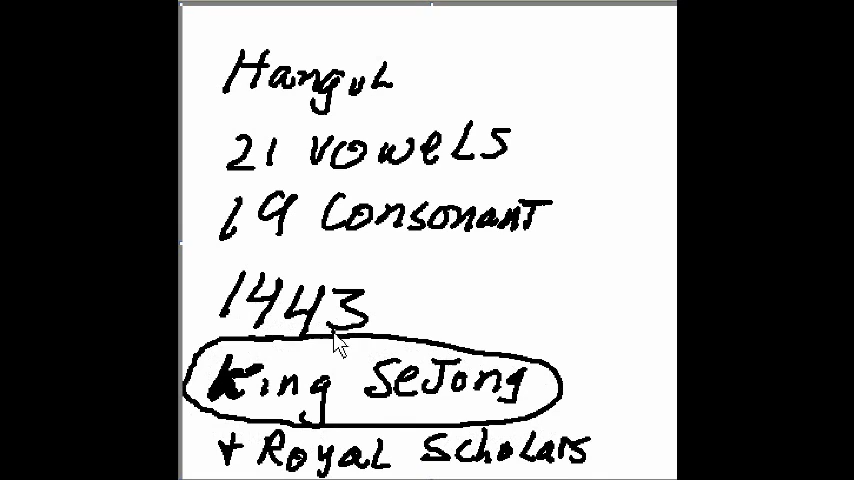 Hangul
21 vowels
19 Consonant
1443
King Sejong
+ Royal Scholars